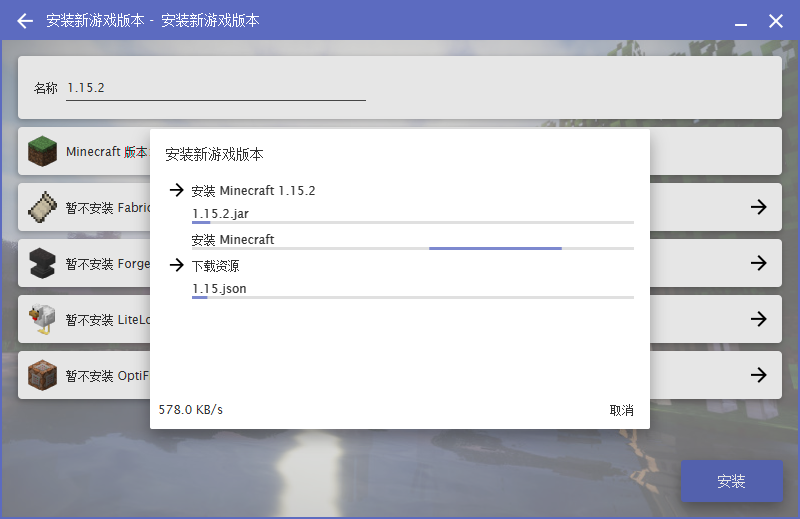 安装新游戏版本 - 安装新游戏版本
名称 1.15.2
Minecraft 版本
暂不安装 Fabric
暂不安装 Forge
暂不安装 LiteLo
暂不安装 OptiF
安装新游戏版本
安装 Minecraft 1.15.2
1.15.2.jar
安装 Minecraft
下载资源
1.15.json
578.0 KB/s 取消
安装